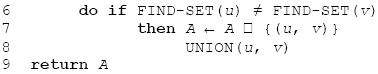 6 do if FIND-SET(u) ≠ FIND-SET(v)
7 then A ← A □ {(u, v)}
8 UNION(u, v)
9 return A